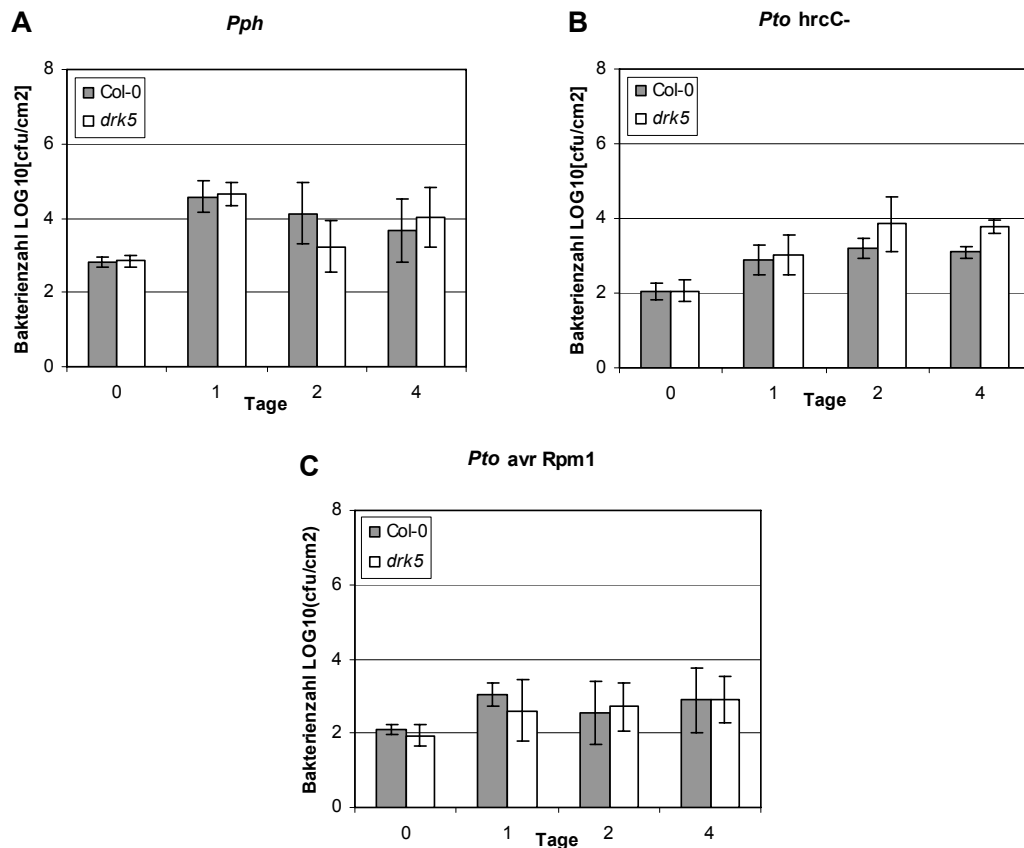 A
Pph
Bakterienzahl LOG10[cfu/cm2]
8
6
4
2
0
Col-0
drk5
0 1 2 4
Tage
B
Pto hrcC-
Bakterienzahl LOG10[cfu/cm2]
8
6
4
2
0
Col-0
drk5
0 1 2 4
Tage
C
Pto avr Rpm1
Bakterienzahl LOG10(cfu/cm2)
8
6
4
2
0
Col-0
drk5
0 1 2 4
Tage